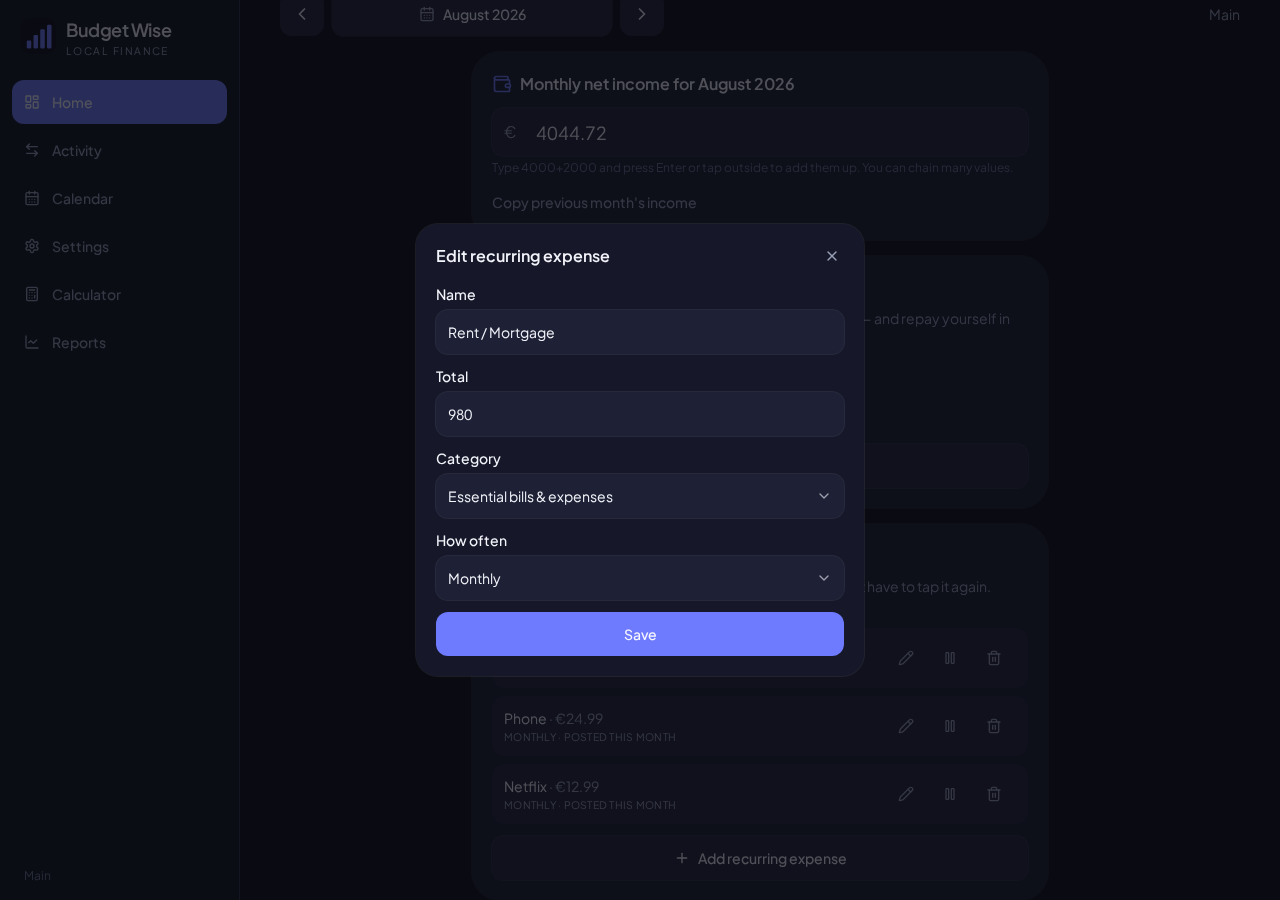 Budget Wise
LOCAL FINANCE
Home
Activity
Calendar
Settings
Calculator
Reports
Main
August 2026
Main
Monthly net income for August 2026
€ 4044.72
Type 4000+2000 and press Enter or tap outside to add them up. You can chain many values.
Copy previous month's income
– and repay yourself in
have to tap it again.
Edit recurring expense
Name
Rent / Mortgage
Total
980
Category
Essential bills & expenses
How often
Monthly
Save
Phone · €24.99
MONTHLY · POSTED THIS MONTH
Netflix · €12.99
MONTHLY · POSTED THIS MONTH
Add recurring expense